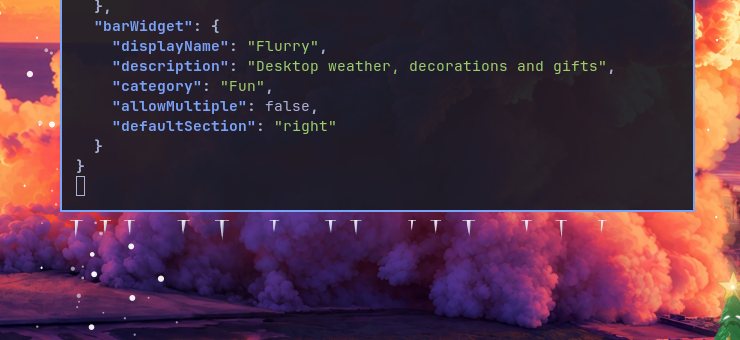 },
"barWidget": {
"displayName": "Flurry",
"description": "Desktop weather, decorations and gifts",
"category": "Fun",
"allowMultiple": false,
"defaultSection": "right"
}
}